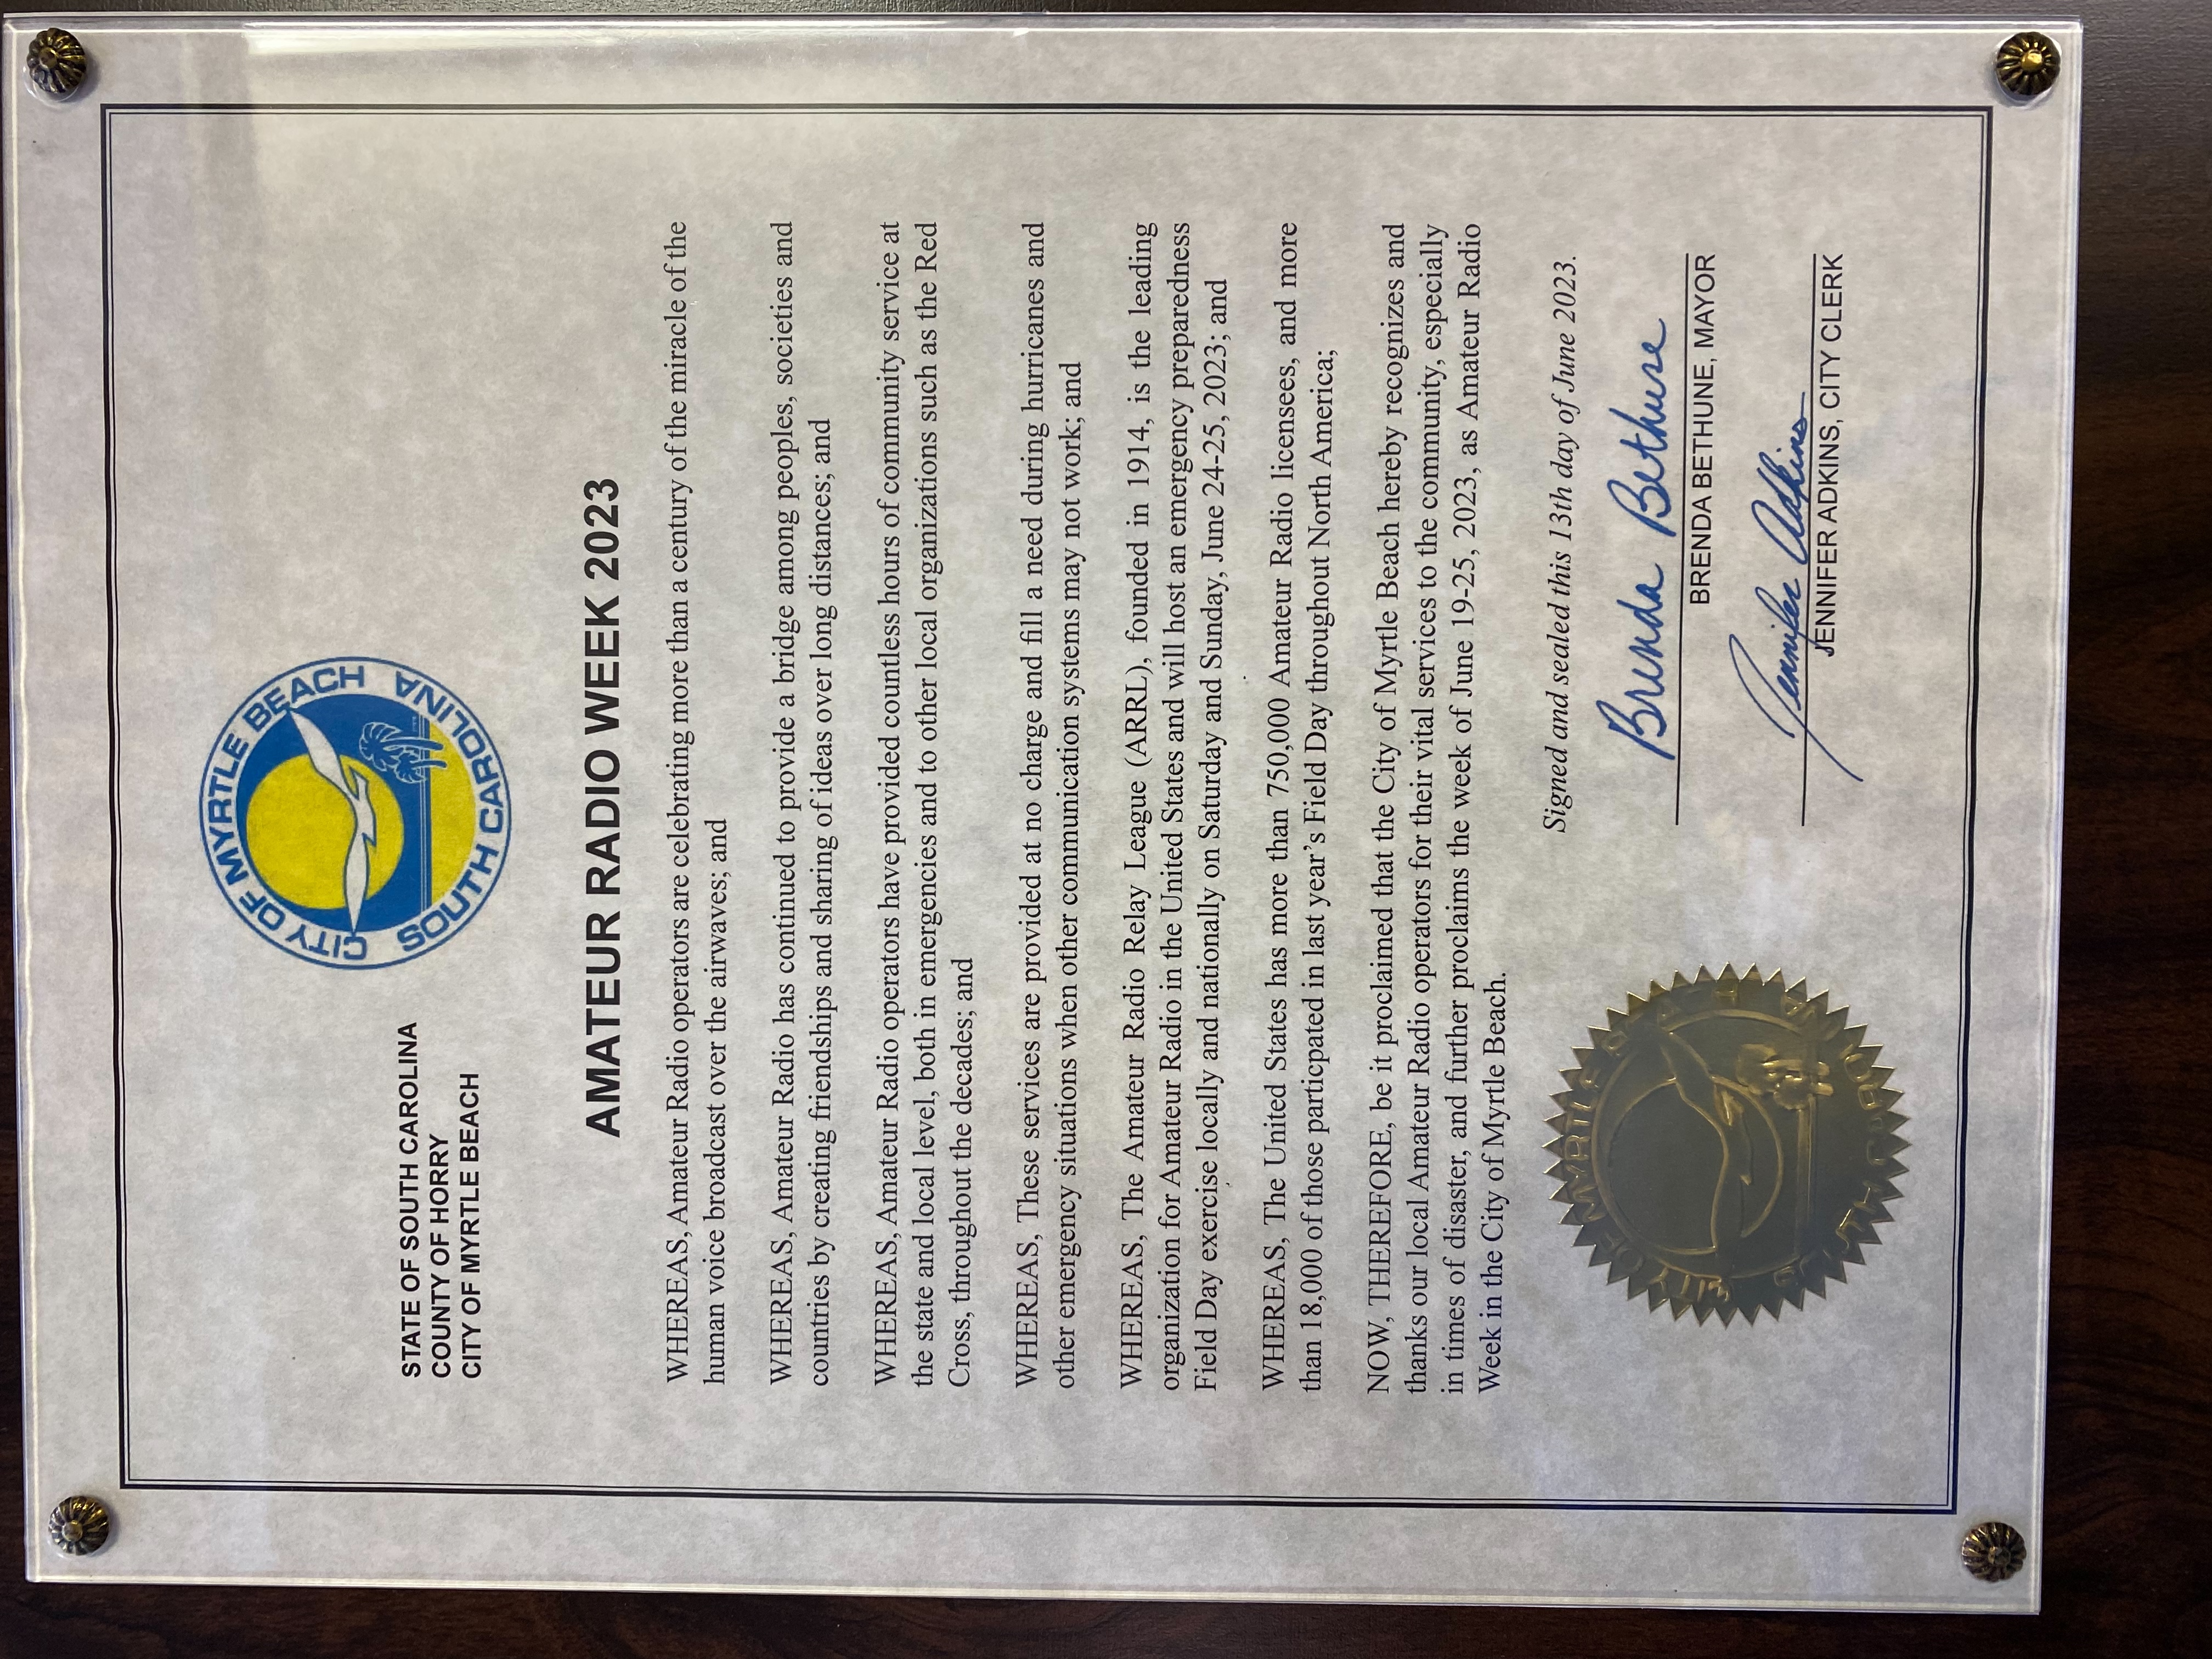 CITY OF MYRTLE BEACH
SOUTH CAROLINA
STATE OF SOUTH CAROLINA
COUNTY OF HORRY
CITY OF MYRTLE BEACH
AMATEUR RADIO WEEK 2023
WHEREAS, Amateur Radio operators are celebrating more than a century of the miracle of the
human voice broadcast over the airwaves; and
WHEREAS, Amateur Radio has continued to provide a bridge among peoples, societies and
countries by creating friendships and sharing of ideas over long distances; and
WHEREAS, Amateur Radio operators have provided countless hours of community service at
the state and local level, both in emergencies and to other local organizations such as the Red
Cross, throughout the decades; and
WHEREAS, These services are provided at no charge and fill a need during hurricanes and
other emergency situations when other communication systems may not work; and
WHEREAS, The Amateur Radio Relay League (ARRL), founded in 1914, is the leading
organization for Amateur Radio in the United States and will host an emergency preparedness
Field Day exercise locally and nationally on Saturday and Sunday, June 24-25, 2023; and
WHEREAS, The United States has more than 750,000 Amateur Radio licensees, and more
than 18,000 of those particpated in last year’s Field Day throughout North America;
NOW, THEREFORE, be it proclaimed that the City of Myrtle Beach hereby recognizes and
thanks our local Amateur Radio operators for their vital services to the community, especially
in times of disaster, and further proclaims the week of June 19-25, 2023, as Amateur Radio
Week in the City of Myrtle Beach.
Signed and sealed this 13th day of June 2023.
Brenda Bethune
BRENDA BETHUNE, MAYOR
Jennifer Adkins
JENNIFER ADKINS, CITY CLERK